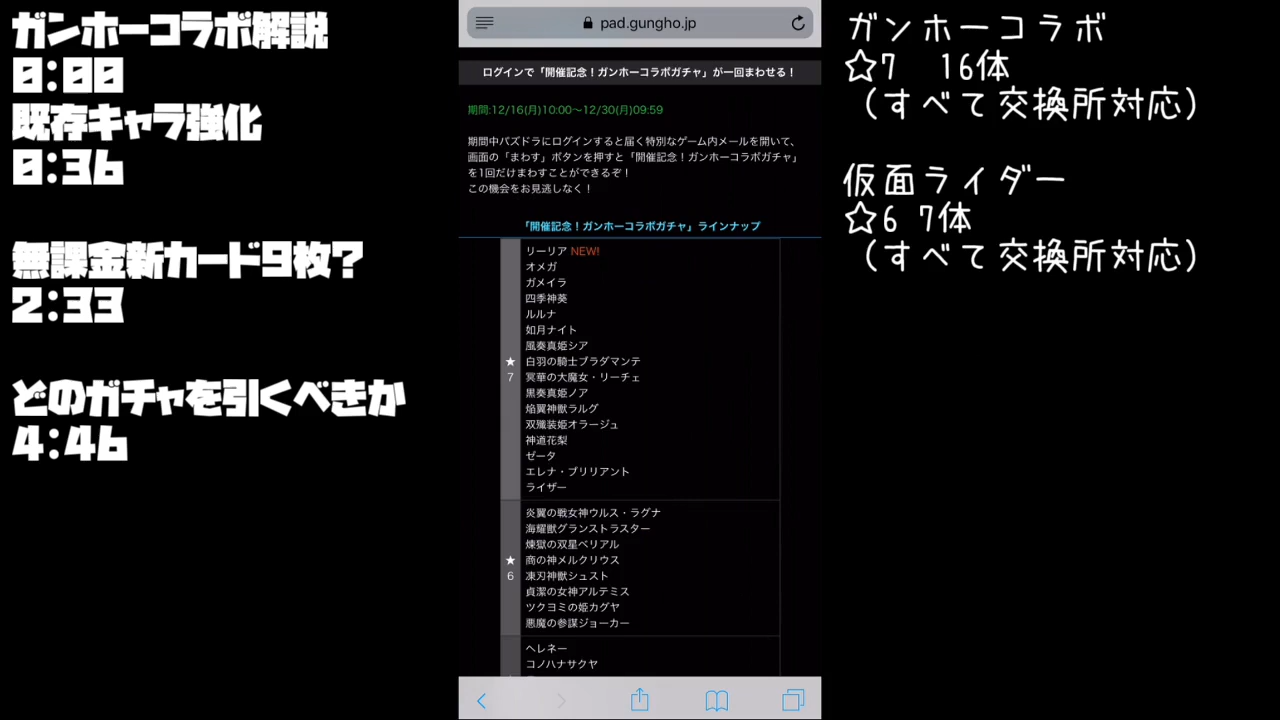 ガンホーコラボ解説
0:00
既存キャラ強化
0:36
無課金新カード9枚?
2:33
どのガチャを引くべきか
4:46
pad.gungho.jp
ログインで「開催記念!ガンホーコラボガチャ」が一回まわせる!
期間:12/16(月)10:00〜12/30(月)09:59
期間中パズドラにログインすると届く特別なゲーム内メールを開いて、
画面の「まわす」ボタンを押すと「開催記念!ガンホーコラボガチャ」
を1回だけまわすことができるぞ!
この機会をお見逃しなく!
「開催記念!ガンホーコラボガチャ」ラインナップ
★
7
リーリア NEW!
オメガ
ガメイラ
四季神葵
ルルナ
如月ナイト
風奏真姫シア
白羽の騎士ブラダマンテ
冥華の大魔女・リーチェ
黒奏真姫ノア
焔翼神獣ラルグ
双殲装姫オラージュ
神道花梨
ゼータ
エレナ・ブリリアント
ライザー
★
6
炎翼の戦女神ウルス・ラグナ
海耀獣グランストラスター
煉獄の双星ベリアル
商の神メルクリウス
凍刃神獣シュスト
貞潔の女神アルテミス
ツクヨミの姫カグヤ
悪魔の参謀ジョーカー
ヘレネー
コノハナサクヤ
ガンホーコラボ
☆7 16体
(すべて交換所対応)
仮面ライダー
☆6 7体
(すべて交換所対応)